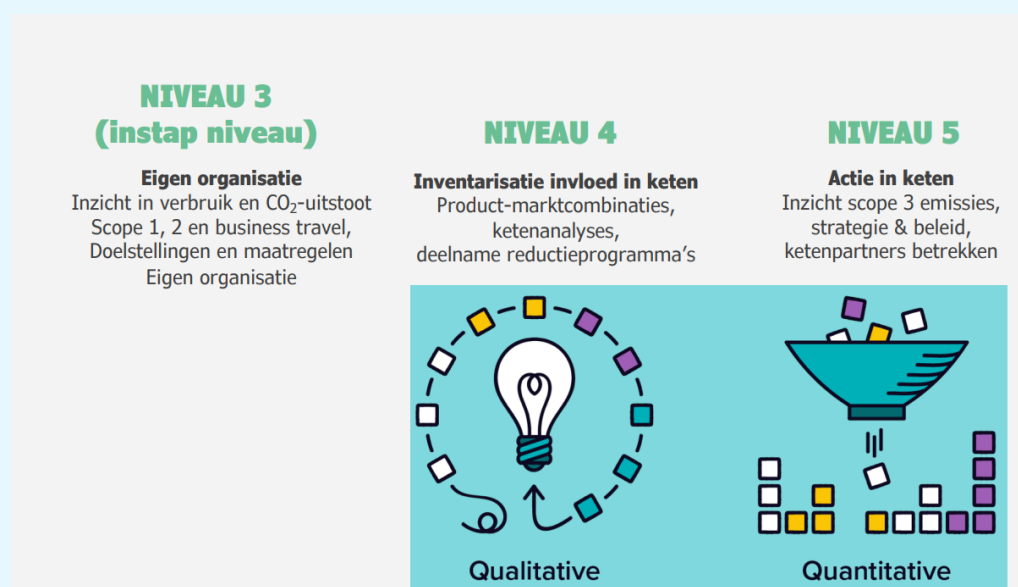 NIVEAU 3
(instap niveau)
Eigen organisatie
Inzicht in verbruik en CO₂-uitstoot
Scope 1, 2 en business travel,
Doelstellingen en maatregelen
Eigen organisatie
NIVEAU 4
Inventarisatie invloed in keten
Product-marktcombinaties,
ketenanalyses,
deelname reductieprogramma’s
Qualitative
NIVEAU 5
Actie in keten
Inzicht scope 3 emissies,
strategie & beleid,
ketenpartners betrekken
Quantitative